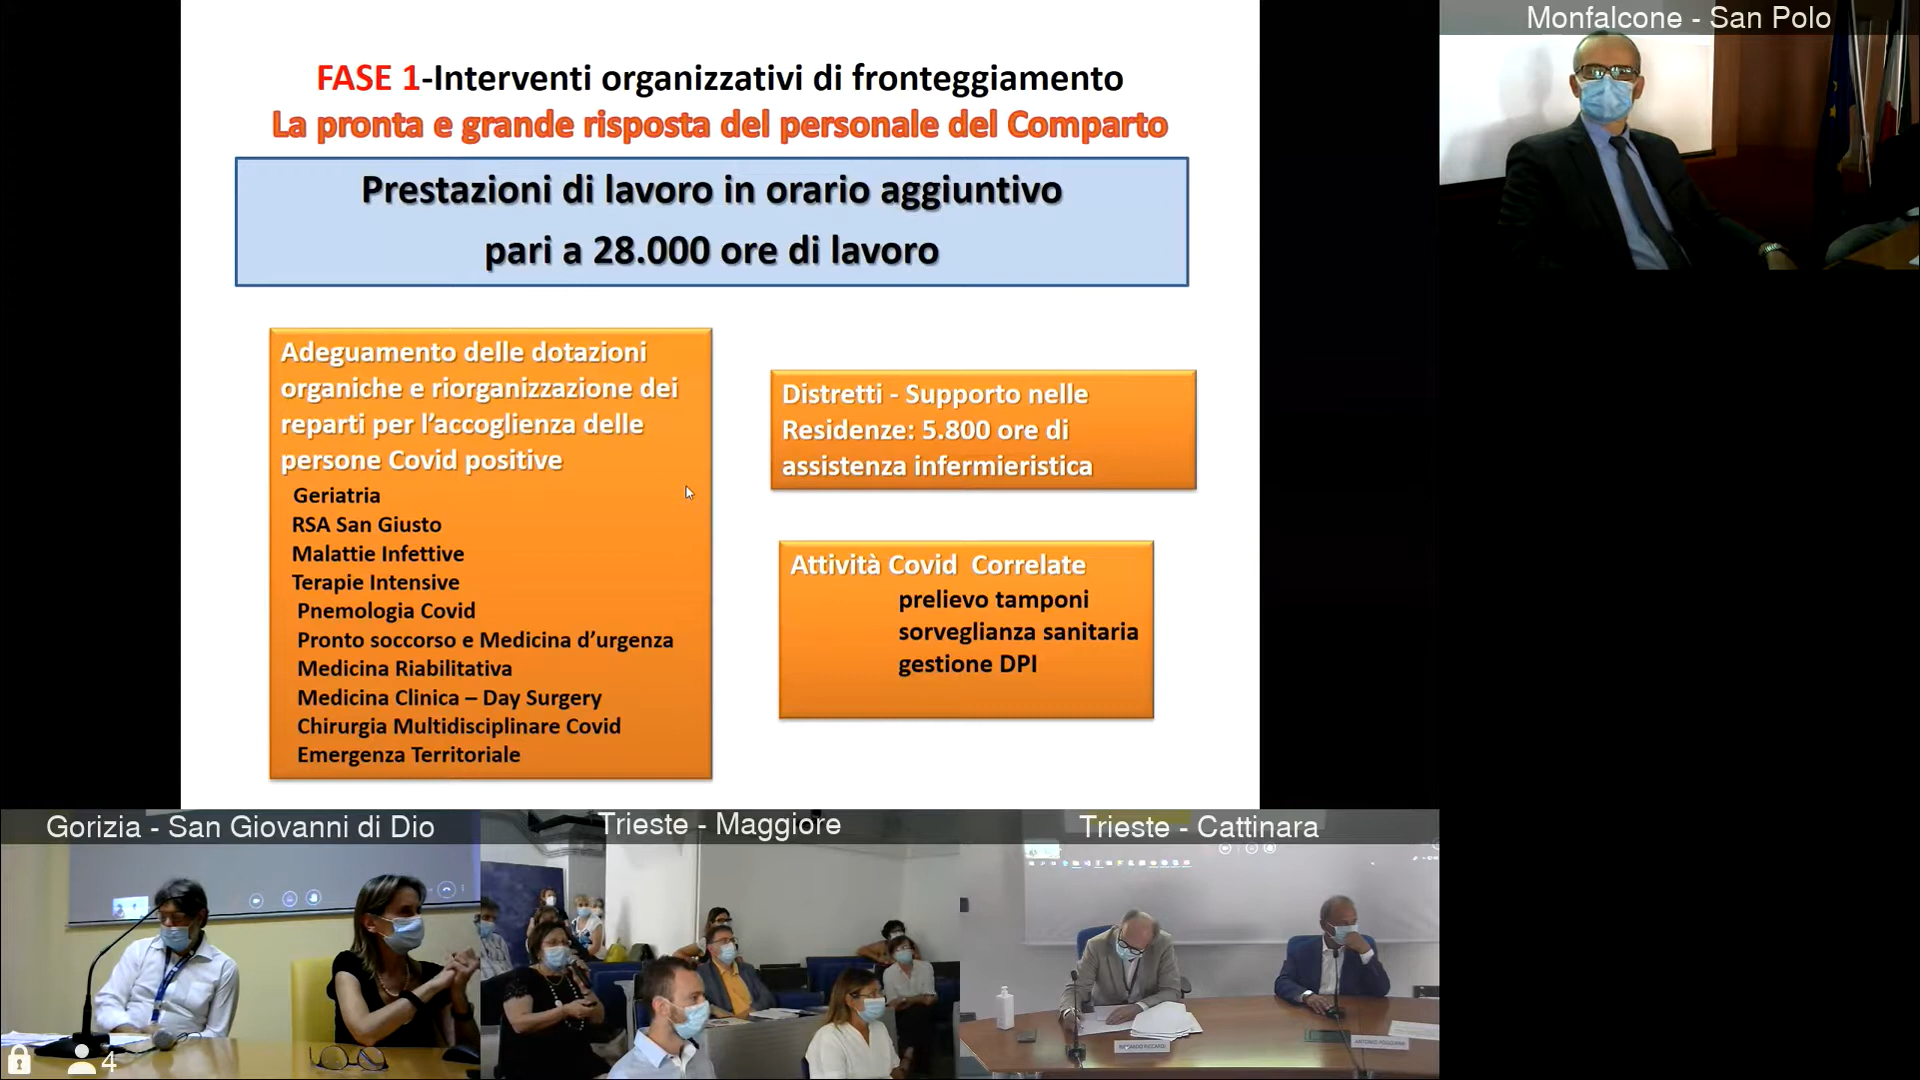 Monfalcone - San Polo
FASE 1-Interventi organizzativi di fronteggiamento
La pronta e grande risposta del personale del Comparto
Prestazioni di lavoro in orario aggiuntivo
pari a 28.000 ore di lavoro
Adeguamento delle dotazioni
organiche e riorganizzazione dei
reparti per l’accoglienza delle
persone Covid positive
Geriatria
RSA San Giusto
Malattie Infettive
Terapie Intensive
Pnemologia Covid
Pronto soccorso e Medicina d’urgenza
Medicina Riabilitativa
Medicina Clinica – Day Surgery
Chirurgia Multidisciplinare Covid
Emergenza Territoriale
Distretti - Supporto nelle
Residenze: 5.800 ore di
assistenza infermieristica
Attività Covid  Correlate
prelievo tamponi
sorveglianza sanitaria
gestione DPI
Gorizia - San Giovanni di Dio
Trieste - Maggiore
Trieste - Cattinara
4